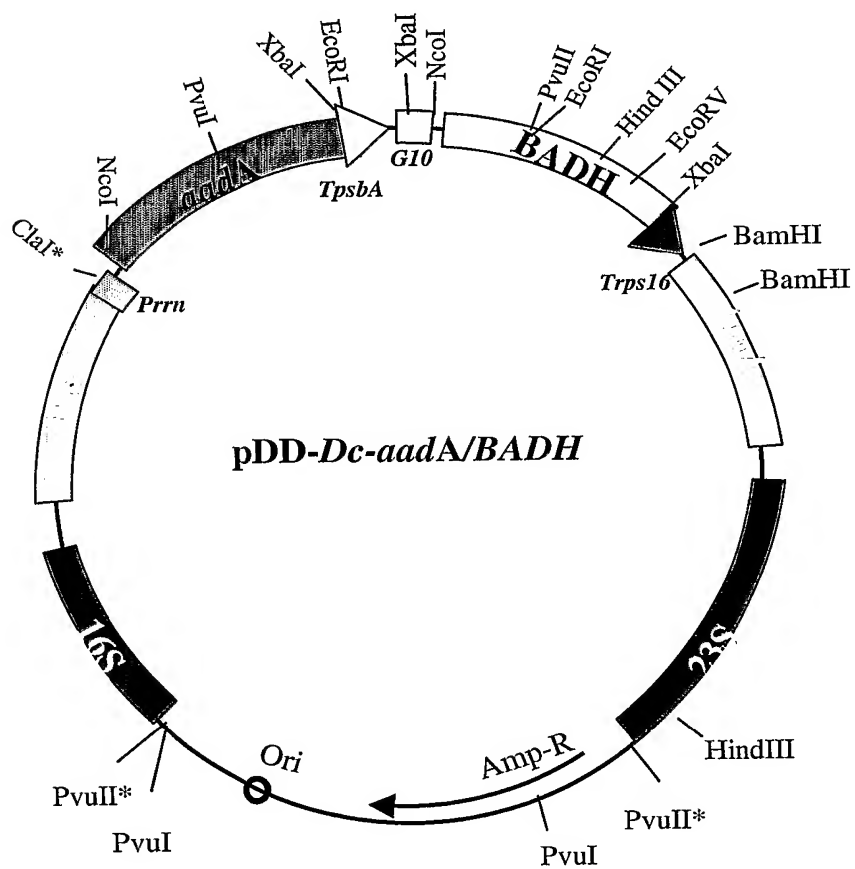 XbaI
EcoRI
XbaI
NcoI
PvuI
PvuII
EcoRI
Hind III
EcoRV
XbaI
NcoI
aadA
TpsbA
G10
BADH
ClaI*
Prrn
Trps16
BamHI
BamHI
pDD-Dc-aadA/BADH
16S
23S
HindIII
Ori
Amp-R
PvuII*
PvuI
PvuII*
PvuI